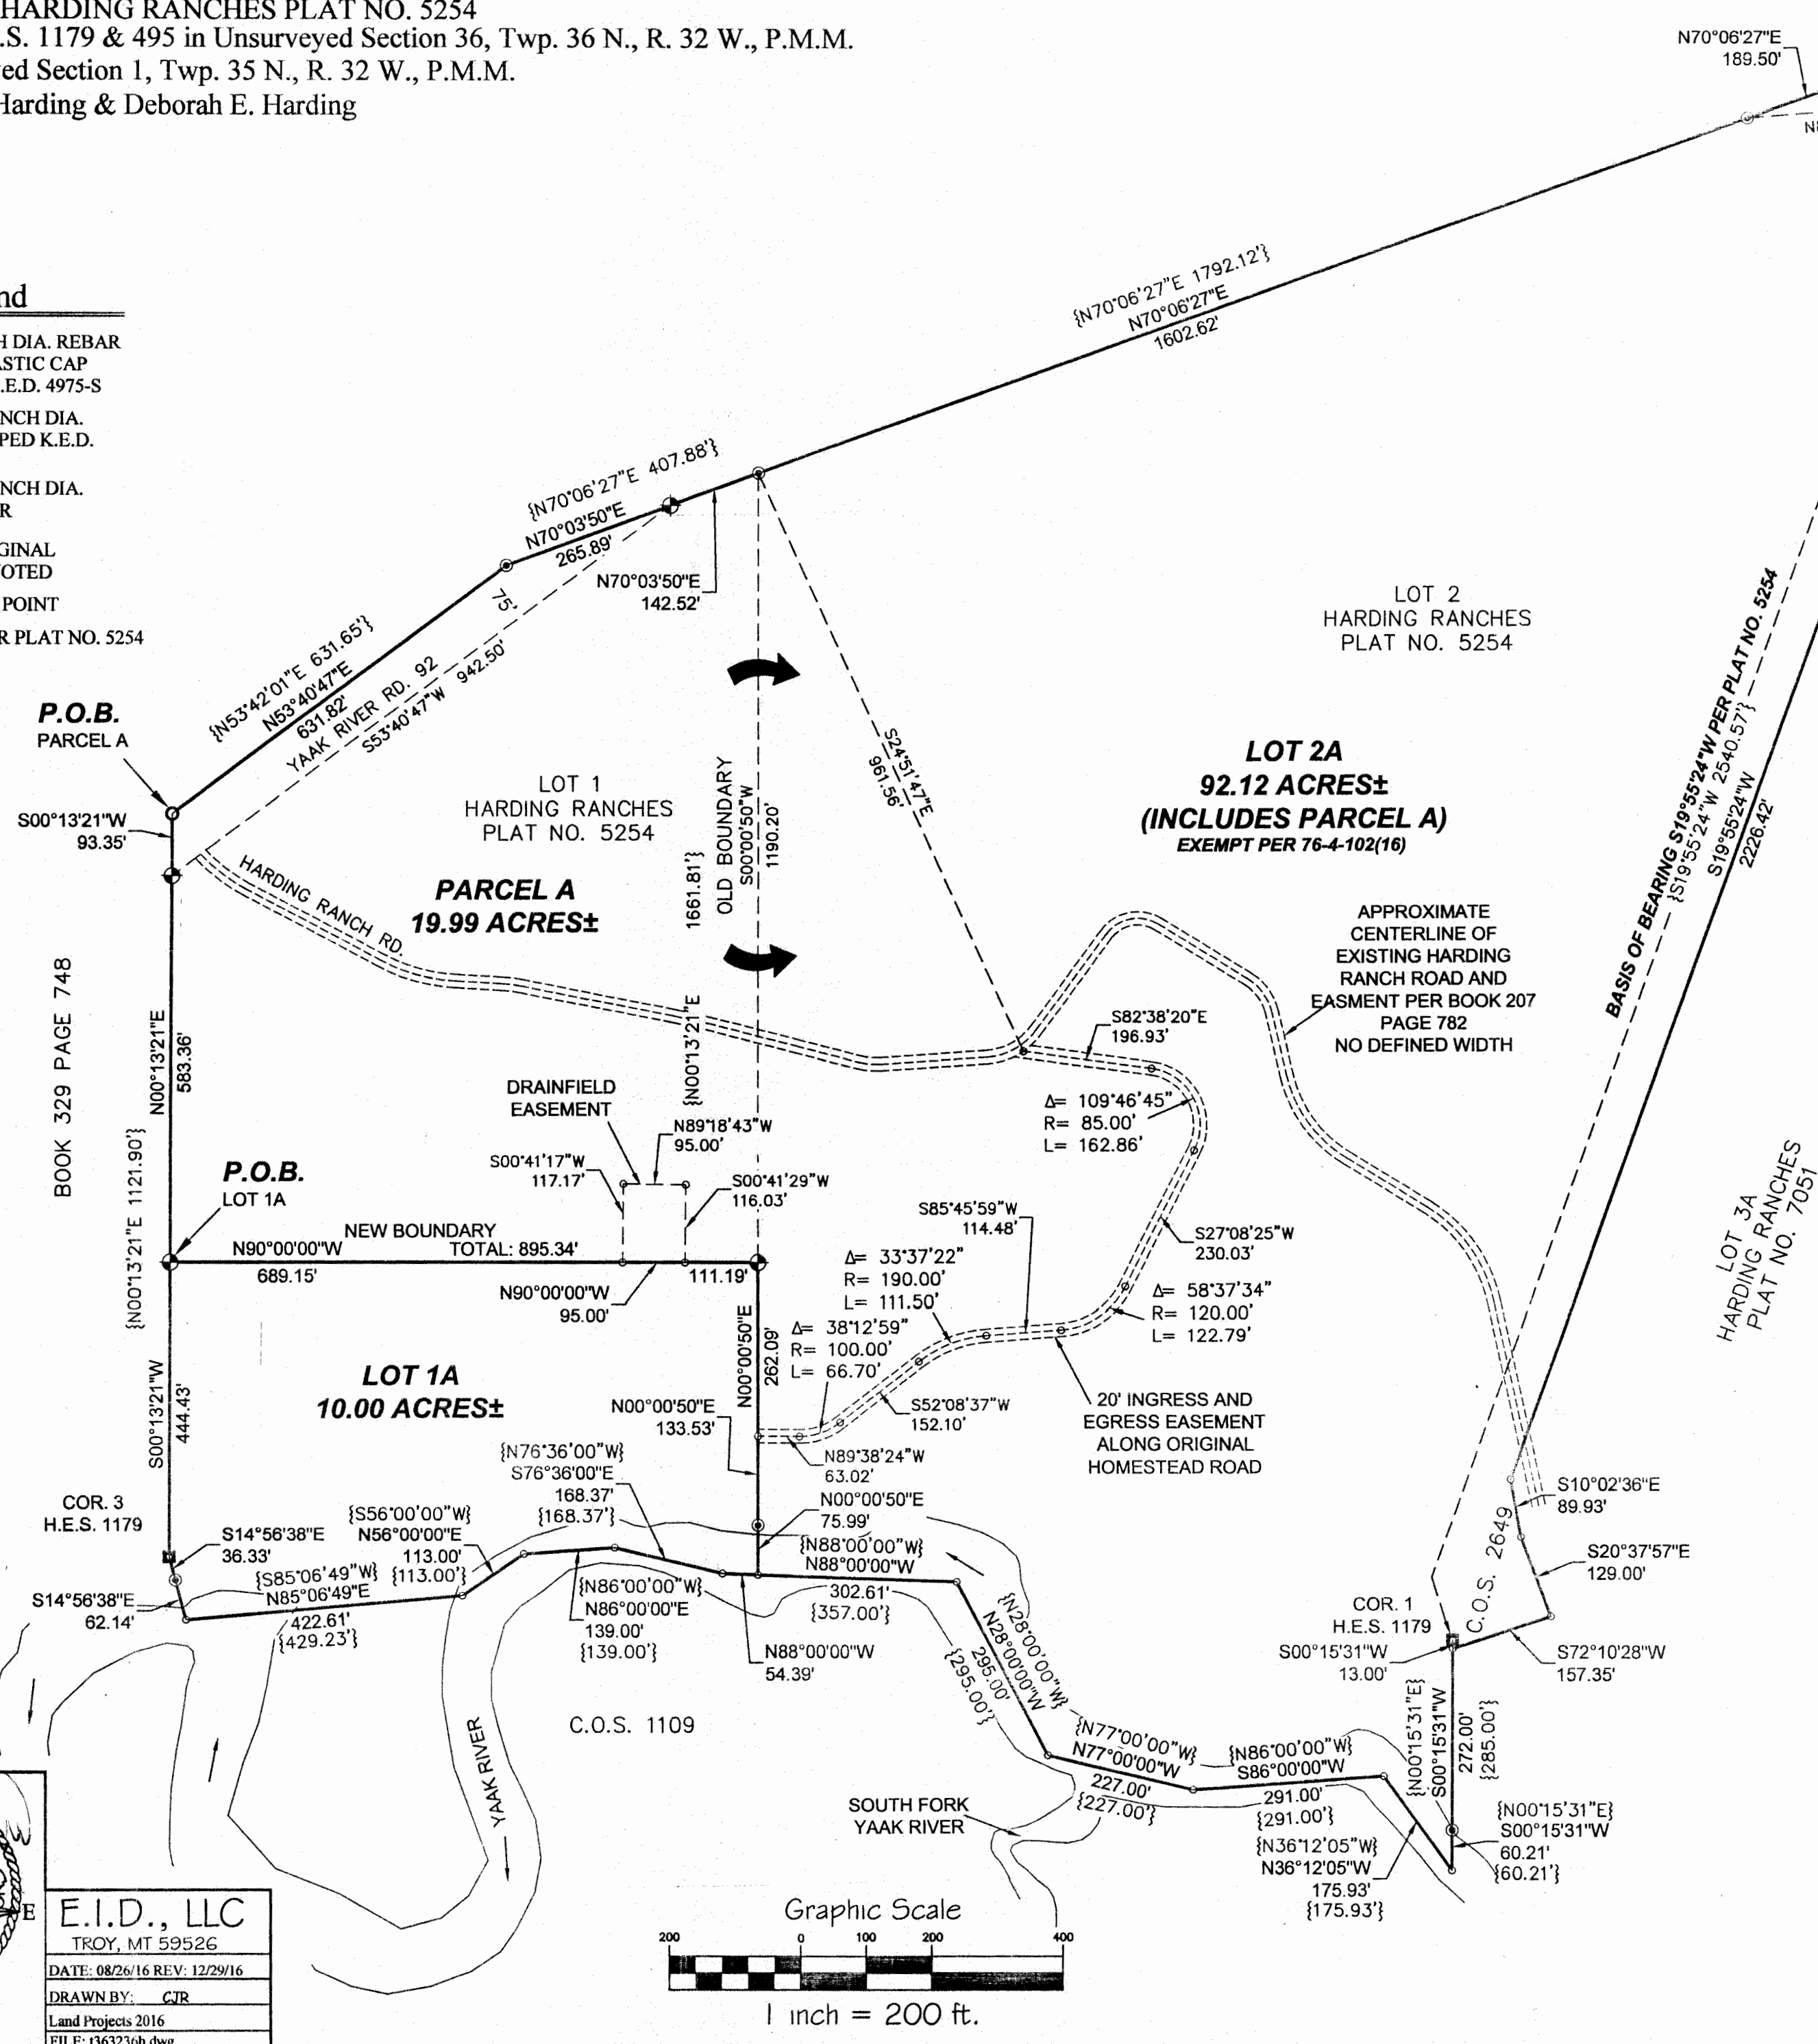 HARDING RANCHES PLAT NO. 5254
.S. 1179 & 495 in Unsurveyed Section 36, Twp. 36 N., R. 32 W., P.M.M.
ed Section 1, Twp. 35 N., R. 32 W., P.M.M.
Harding & Deborah E. Harding
N70°06'27"E
189.50'
nd
H DIA. REBAR
ASTIC CAP
.E.D. 4975-S
NCH DIA.
PED K.E.D.
NCH DIA.
R
GINAL
OTED
POINT
R PLAT NO. 5254
{N70°06'27"E 1792.12'}
N70°06'27"E
1602.62'
{N70°06'27"E 407.88'}
N70°03'50"E
265.89'
N70°03'50"E
142.52'
75'
{N53°42'01"E 631.65'}
N53°40'47"E
631.82'
YAAK RIVER RD. 92
S53°40'47"W 942.50'
P.O.B.
PARCEL A
S00°13'21"W
93.35'
LOT 1
HARDING RANCHES
PLAT NO. 5254
LOT 2
HARDING RANCHES
PLAT NO. 5254
OLD BOUNDARY
S00°00'50"W
1190.20'
S24°51'47"E
961.56'
LOT 2A
92.12 ACRES±
(INCLUDES PARCEL A)
EXEMPT PER 76-4-102(16)
BASIS OF BEARING S19°55'24"W PER PLAT NO. 5254
{S19°55'24"W 2540.57'}
S19°55'24"W
2226.42'
HARDING RANCH RD.
PARCEL A
19.99 ACRES±
{N00°13'21"E 1661.81'}
APPROXIMATE
CENTERLINE OF
EXISTING HARDING
RANCH ROAD AND
EASMENT PER BOOK 207
PAGE 782
NO DEFINED WIDTH
BOOK 329 PAGE 748
N00°13'21"E
583.36'
{N00°13'21"E 1121.90'}
S82°38'20"E
196.93'
Δ= 109°46'45"
R= 85.00'
L= 162.86'
DRAINFIELD
EASEMENT
N89°18'43"W
95.00'
S00°41'17"W
117.17'
S00°41'29"W
116.03'
P.O.B.
LOT 1A
NEW BOUNDARY
N90°00'00"W TOTAL: 895.34'
689.15'
111.19'
N90°00'00"W
95.00'
S85°45'59"W
114.48'
S27°08'25"W
230.03'
Δ= 33°37'22"
R= 190.00'
L= 111.50'
Δ= 58°37'34"
R= 120.00'
L= 122.79'
Δ= 38°12'59"
R= 100.00'
L= 66.70'
LOT 3A
HARDING RANCHES
PLAT NO. 7051
N00°00'50"E
262.09'
LOT 1A
10.00 ACRES±
S00°13'21"W
444.43'
N00°00'50"E
133.53'
S52°08'37"W
152.10'
20' INGRESS AND
EGRESS EASEMENT
ALONG ORIGINAL
HOMESTEAD ROAD
N89°38'24"W
63.02'
{N76°36'00"W}
S76°36'00"E
168.37'
{168.37'}
N00°00'50"E
75.99'
COR. 3
H.E.S. 1179
S14°56'38"E
36.33'
{S56°00'00"W}
N56°00'00"E
113.00'
{113.00'}
{N88°00'00"W}
N88°00'00"W
302.61'
{357.00'}
S14°56'38"E
62.14'
{S85°06'49"W}
N85°06'49"E
422.61'
{429.23'}
{N86°00'00"W}
N86°00'00"E
139.00'
{139.00'}
N88°00'00"W
54.39'
C.O.S. 2649
S10°02'36"E
89.93'
S20°37'57"E
129.00'
COR. 1
H.E.S. 1179
S00°15'31"W
13.00'
S72°10'28"W
157.35'
{N28°00'00"W}
N28°00'00"W
295.00'
{295.00'}
C.O.S. 1109
YAAK RIVER
{N77°00'00"W}
N77°00'00"W
227.00'
{227.00'}
{N86°00'00"W}
S86°00'00"W
291.00'
{291.00'}
{N00°15'31"E}
S00°15'31"W
272.00'
{285.00'}
SOUTH FORK
YAAK RIVER
{N36°12'05"W}
N36°12'05"W
175.93'
{175.93'}
{N00°15'31"E}
S00°15'31"W
60.21'
{60.21'}
E
E.I.D., LLC
TROY, MT 59526
DATE: 08/26/16 REV: 12/29/16
DRAWN BY: CJR
Land Projects 2016
FILE: t363236h.dwg
Graphic Scale
200 0 100 200 400
1 inch = 200 ft.